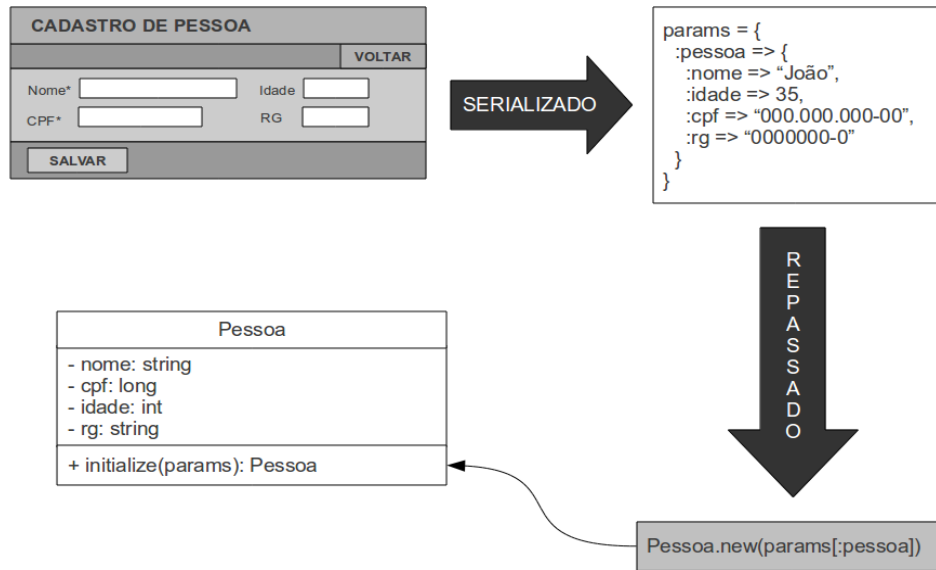 CADASTRO DE PESSOA
VOLTAR
Nome*
Idade
CPF*
RG
SALVAR
SERIALIZADO
params = {
:pessoa => {
:nome => “João”,
:idade => 35,
:cpf => “000.000.000-00”,
:rg => “0000000-0”
}
}
REPASSADO
Pessoa
- nome: string
- cpf: long
- idade: int
- rg: string
+ initialize(params): Pessoa
Pessoa.new(params[:pessoa])